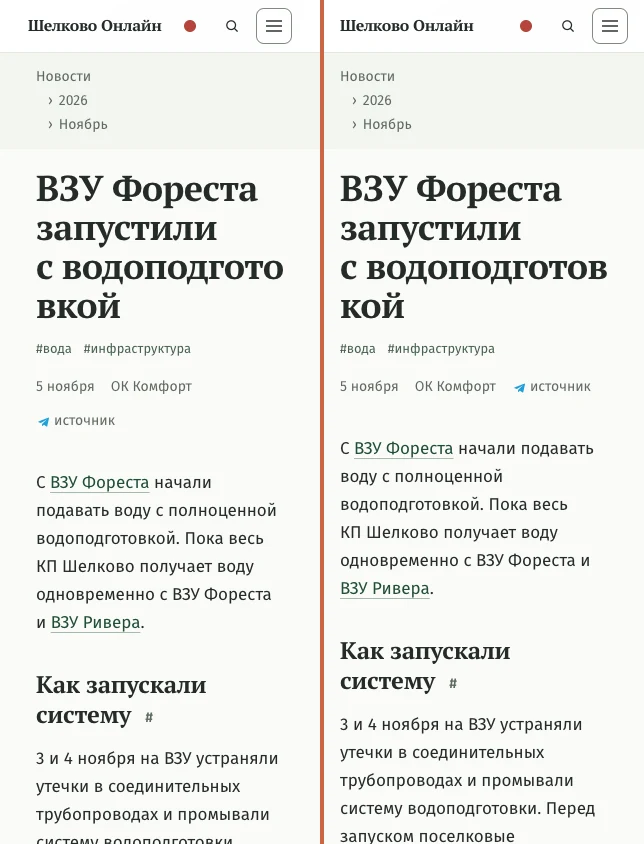 Шелково Онлайн
Новости
› 2026
› Ноябрь
ВЗУ Фореста
запустили
с водоподгото
вкой
#вода #инфраструктура
5 ноября ОК Комфорт
источник
С ВЗУ Фореста начали
подавать воду с полноценной
водоподготовкой. Пока весь
КП Шелково получает воду
одновременно с ВЗУ Фореста
и ВЗУ Ривера.
Как запускали
систему #
3 и 4 ноября на ВЗУ устраняли
утечки в соединительных
трубопроводах и промывали
систему водоподготовки.
Шелково Онлайн
Новости
› 2026
› Ноябрь
ВЗУ Фореста
запустили
с водоподготов
кой
#вода #инфраструктура
5 ноября ОК Комфорт источник
С ВЗУ Фореста начали подавать
воду с полноценной
водоподготовкой. Пока весь
КП Шелково получает воду
одновременно с ВЗУ Фореста и
ВЗУ Ривера.
Как запускали
систему #
3 и 4 ноября на ВЗУ устраняли
утечки в соединительных
трубопроводах и промывали
систему водоподготовки. Перед
запуском поселковые